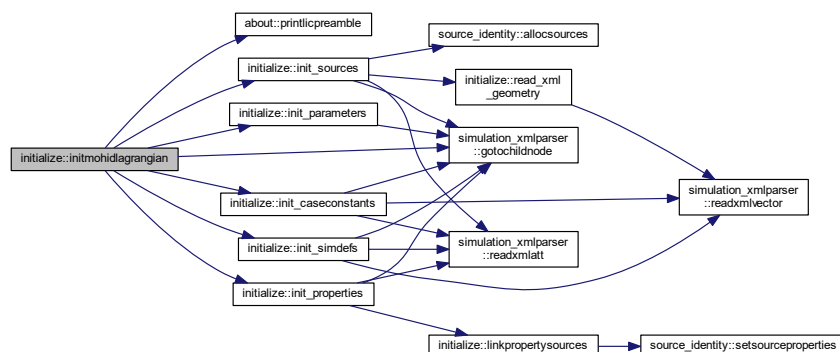 about::printlicpreamble
source_identity::allocsources
initialize::init_sources
initialize::read_xml
_geometry
initialize::init_parameters
simulation_xmlparser
::gotochildnode
initialize::initmohidlagrangian
initialize::init_caseconstants
simulation_xmlparser
::readxmlvector
initialize::init_simdefs
simulation_xmlparser
::readxmlatt
initialize::init_properties
initialize::linkpropertysources
source_identity::setsourceproperties